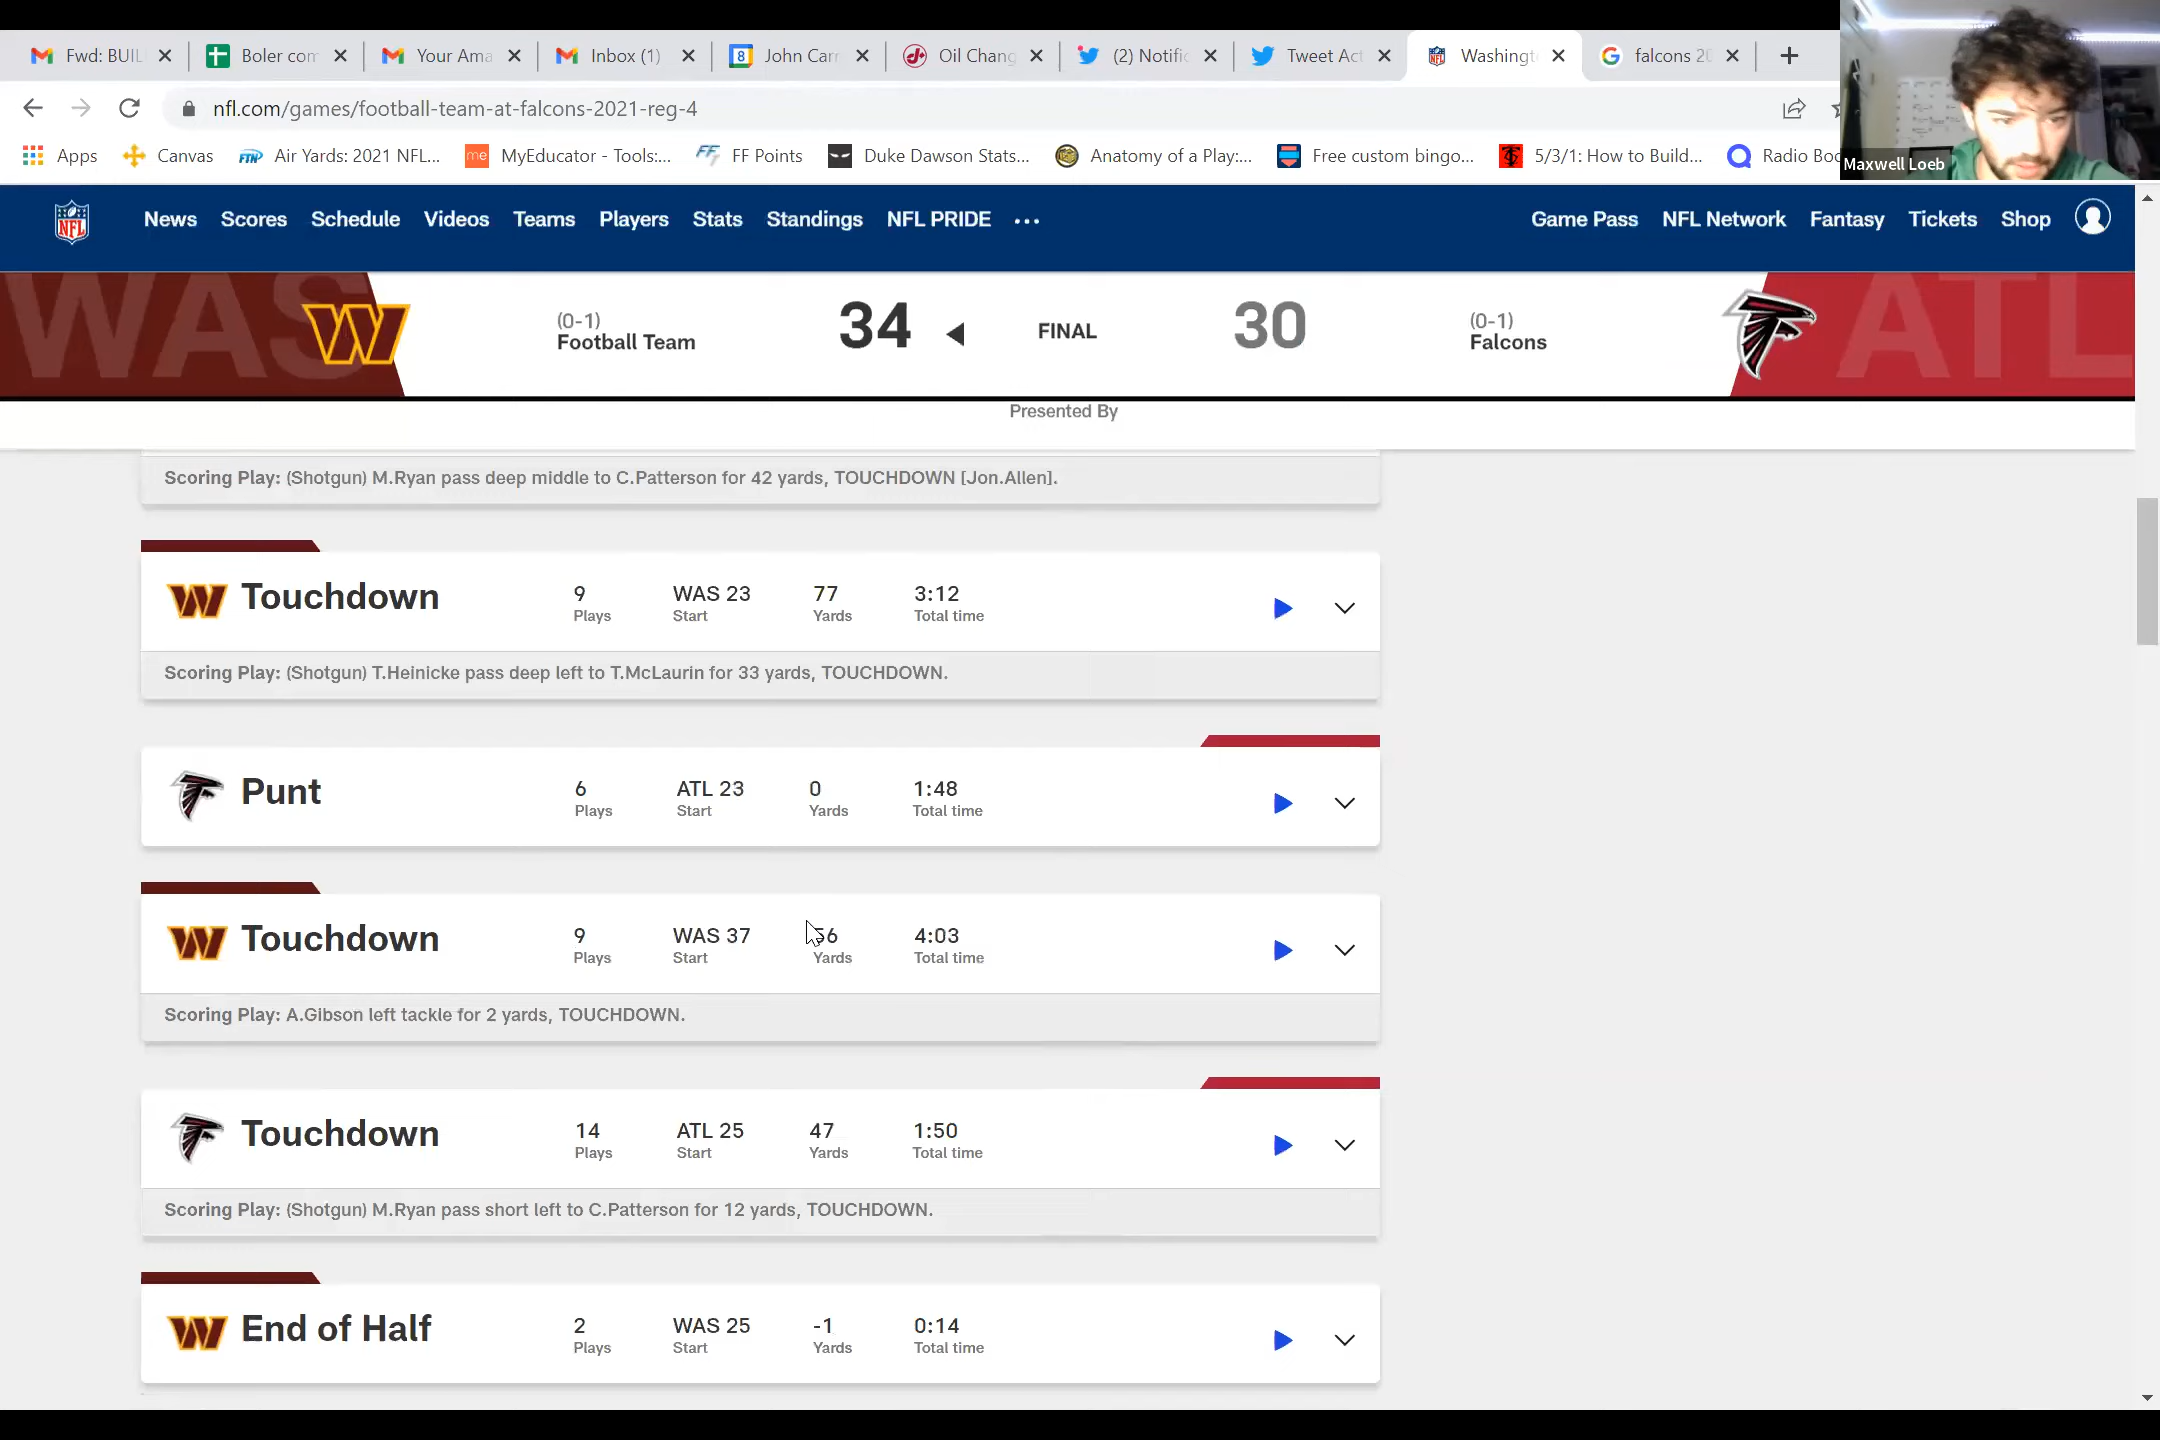 Fwd: BUIL
Boler com
Your Ama
Inbox (1)
John Carr
Oil Chang
(2) Notific
Tweet Act
Washingt
falcons 20
nfl.com/games/football-team-at-falcons-2021-reg-4
Apps
Canvas
FTN
Air Yards: 2021 NFL...
me
MyEducator - Tools:...
FF
FF Points
Duke Dawson Stats...
Anatomy of a Play:...
Free custom bingo...
5/3/1: How to Build...
Radio Boo
Maxwell Loeb
NFL
News
Scores
Schedule
Videos
Teams
Players
Stats
Standings
NFL PRIDE
Game Pass
NFL Network
Fantasy
Tickets
Shop
WAS
W
(0-1)
Football Team
34
FINAL
30
(0-1)
Falcons
ATL
Presented By
Scoring Play: (Shotgun) M.Ryan pass deep middle to C.Patterson for 42 yards, TOUCHDOWN [Jon.Allen].
W Touchdown 9 WAS 23 77 3:12
Plays Start Yards Total time
Scoring Play: (Shotgun) T.Heinicke pass deep left to T.McLaurin for 33 yards, TOUCHDOWN.
Punt 6 ATL 23 0 1:48
Plays Start Yards Total time
W Touchdown 9 WAS 37 56 4:03
Plays Start Yards Total time
Scoring Play: A.Gibson left tackle for 2 yards, TOUCHDOWN.
Touchdown 14 ATL 25 47 1:50
Plays Start Yards Total time
Scoring Play: (Shotgun) M.Ryan pass short left to C.Patterson for 12 yards, TOUCHDOWN.
W End of Half 2 WAS 25 -1 0:14
Plays Start Yards Total time